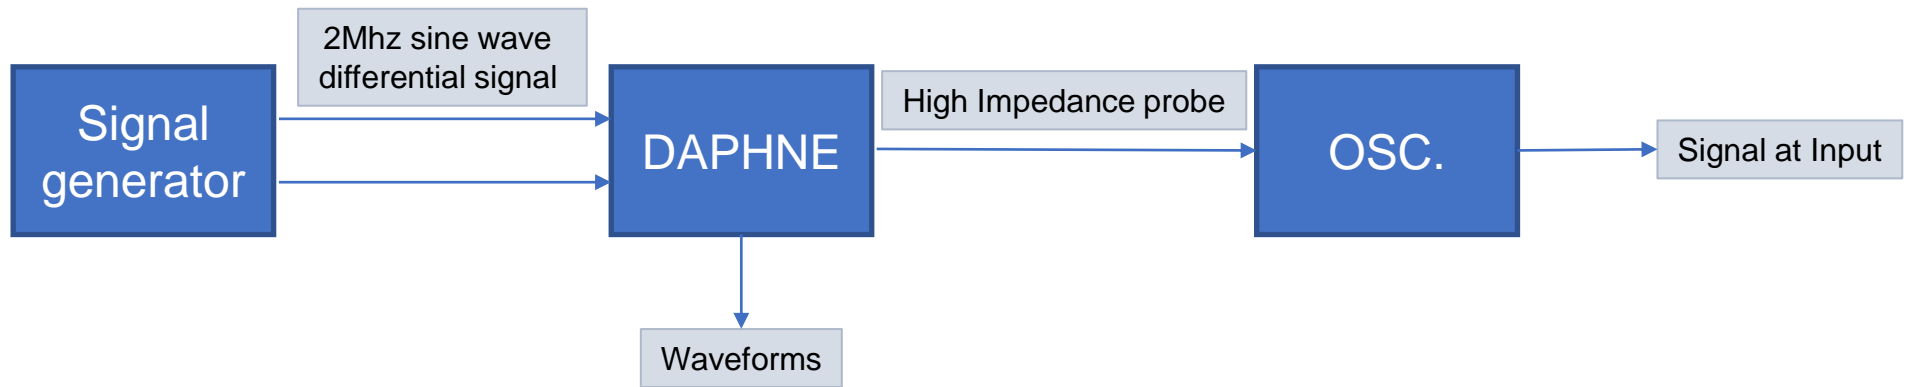 Signal
generator
2Mhz sine wave
differential signal
DAPHNE
High Impedance probe
OSC.
Signal at Input
Waveforms